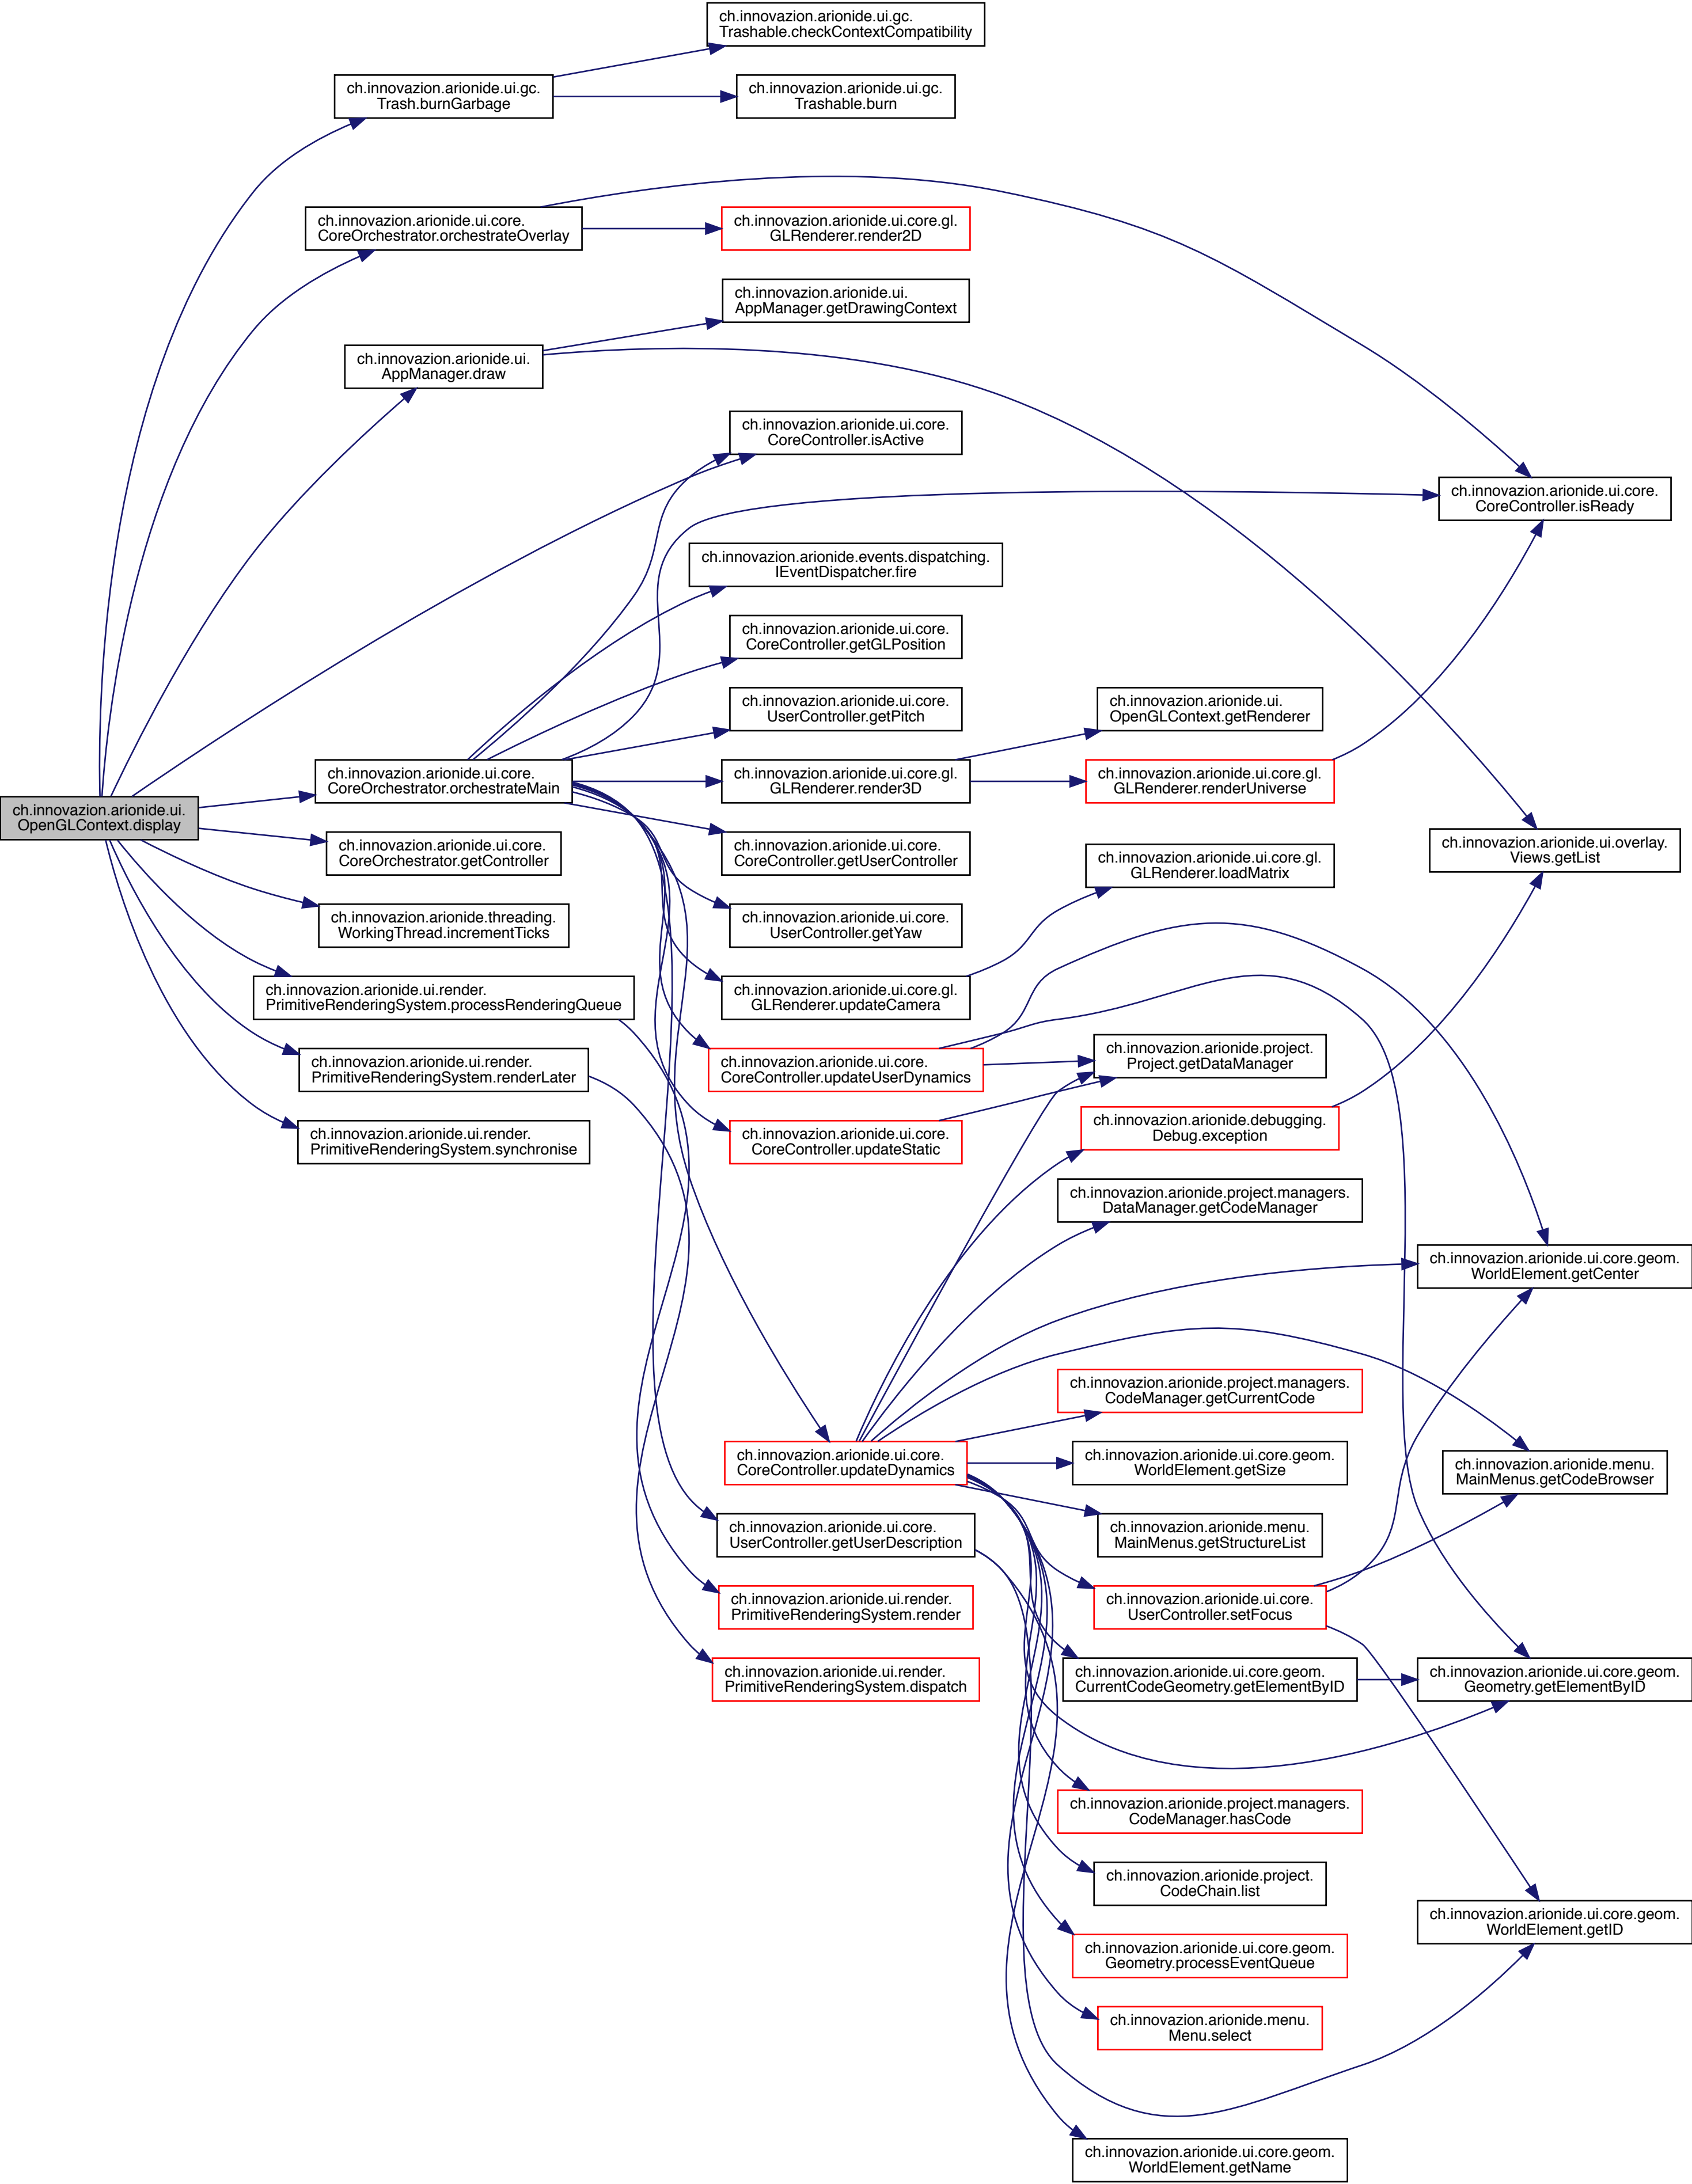 ch.innovazion.arionide.ui.gc.
Trashable.checkContextCompatibility
ch.innovazion.arionide.ui.gc.
Trash.burnGarbage
ch.innovazion.arionide.ui.gc.
Trashable.burn
ch.innovazion.arionide.ui.core.
CoreOrchestrator.orchestrateOverlay
ch.innovazion.arionide.ui.core.gl.
GLRenderer.render2D
ch.innovazion.arionide.ui.
AppManager.getDrawingContext
ch.innovazion.arionide.ui.
AppManager.draw
ch.innovazion.arionide.ui.core.
CoreController.isActive
ch.innovazion.arionide.ui.core.
CoreController.isReady
ch.innovazion.arionide.events.dispatching.
IEventDispatcher.fire
ch.innovazion.arionide.ui.core.
CoreController.getGLPosition
ch.innovazion.arionide.ui.core.
UserController.getPitch
ch.innovazion.arionide.ui.
OpenGLContext.getRenderer
ch.innovazion.arionide.ui.core.
CoreOrchestrator.orchestrateMain
ch.innovazion.arionide.ui.core.gl.
GLRenderer.render3D
ch.innovazion.arionide.ui.core.gl.
GLRenderer.renderUniverse
ch.innovazion.arionide.ui.
OpenGLContext.display
ch.innovazion.arionide.ui.core.
CoreOrchestrator.getController
ch.innovazion.arionide.ui.core.
CoreController.getUserController
ch.innovazion.arionide.ui.core.gl.
GLRenderer.loadMatrix
ch.innovazion.arionide.ui.overlay.
Views.getList
ch.innovazion.arionide.threading.
WorkingThread.incrementTicks
ch.innovazion.arionide.ui.core.
UserController.getYaw
ch.innovazion.arionide.ui.render.
PrimitiveRenderingSystem.processRenderingQueue
ch.innovazion.arionide.ui.core.gl.
GLRenderer.updateCamera
ch.innovazion.arionide.ui.render.
PrimitiveRenderingSystem.renderLater
ch.innovazion.arionide.ui.core.
CoreController.updateUserDynamics
ch.innovazion.arionide.project.
Project.getDataManager
ch.innovazion.arionide.ui.render.
PrimitiveRenderingSystem.synchronise
ch.innovazion.arionide.ui.core.
CoreController.updateStatic
ch.innovazion.arionide.debugging.
Debug.exception
ch.innovazion.arionide.project.managers.
DataManager.getCodeManager
ch.innovazion.arionide.ui.core.geom.
WorldElement.getCenter
ch.innovazion.arionide.project.managers.
CodeManager.getCurrentCode
ch.innovazion.arionide.ui.core.
CoreController.updateDynamics
ch.innovazion.arionide.ui.core.geom.
WorldElement.getSize
ch.innovazion.arionide.menu.
MainMenus.getCodeBrowser
ch.innovazion.arionide.ui.core.
UserController.getUserDescription
ch.innovazion.arionide.menu.
MainMenus.getStructureList
ch.innovazion.arionide.ui.render.
PrimitiveRenderingSystem.render
ch.innovazion.arionide.ui.core.
UserController.setFocus
ch.innovazion.arionide.ui.render.
PrimitiveRenderingSystem.dispatch
ch.innovazion.arionide.ui.core.geom.
CurrentCodeGeometry.getElementByID
ch.innovazion.arionide.ui.core.geom.
Geometry.getElementByID
ch.innovazion.arionide.project.managers.
CodeManager.hasCode
ch.innovazion.arionide.project.
CodeChain.list
ch.innovazion.arionide.ui.core.geom.
WorldElement.getID
ch.innovazion.arionide.ui.core.geom.
Geometry.processEventQueue
ch.innovazion.arionide.menu.
Menu.select
ch.innovazion.arionide.ui.core.geom.
WorldElement.getName